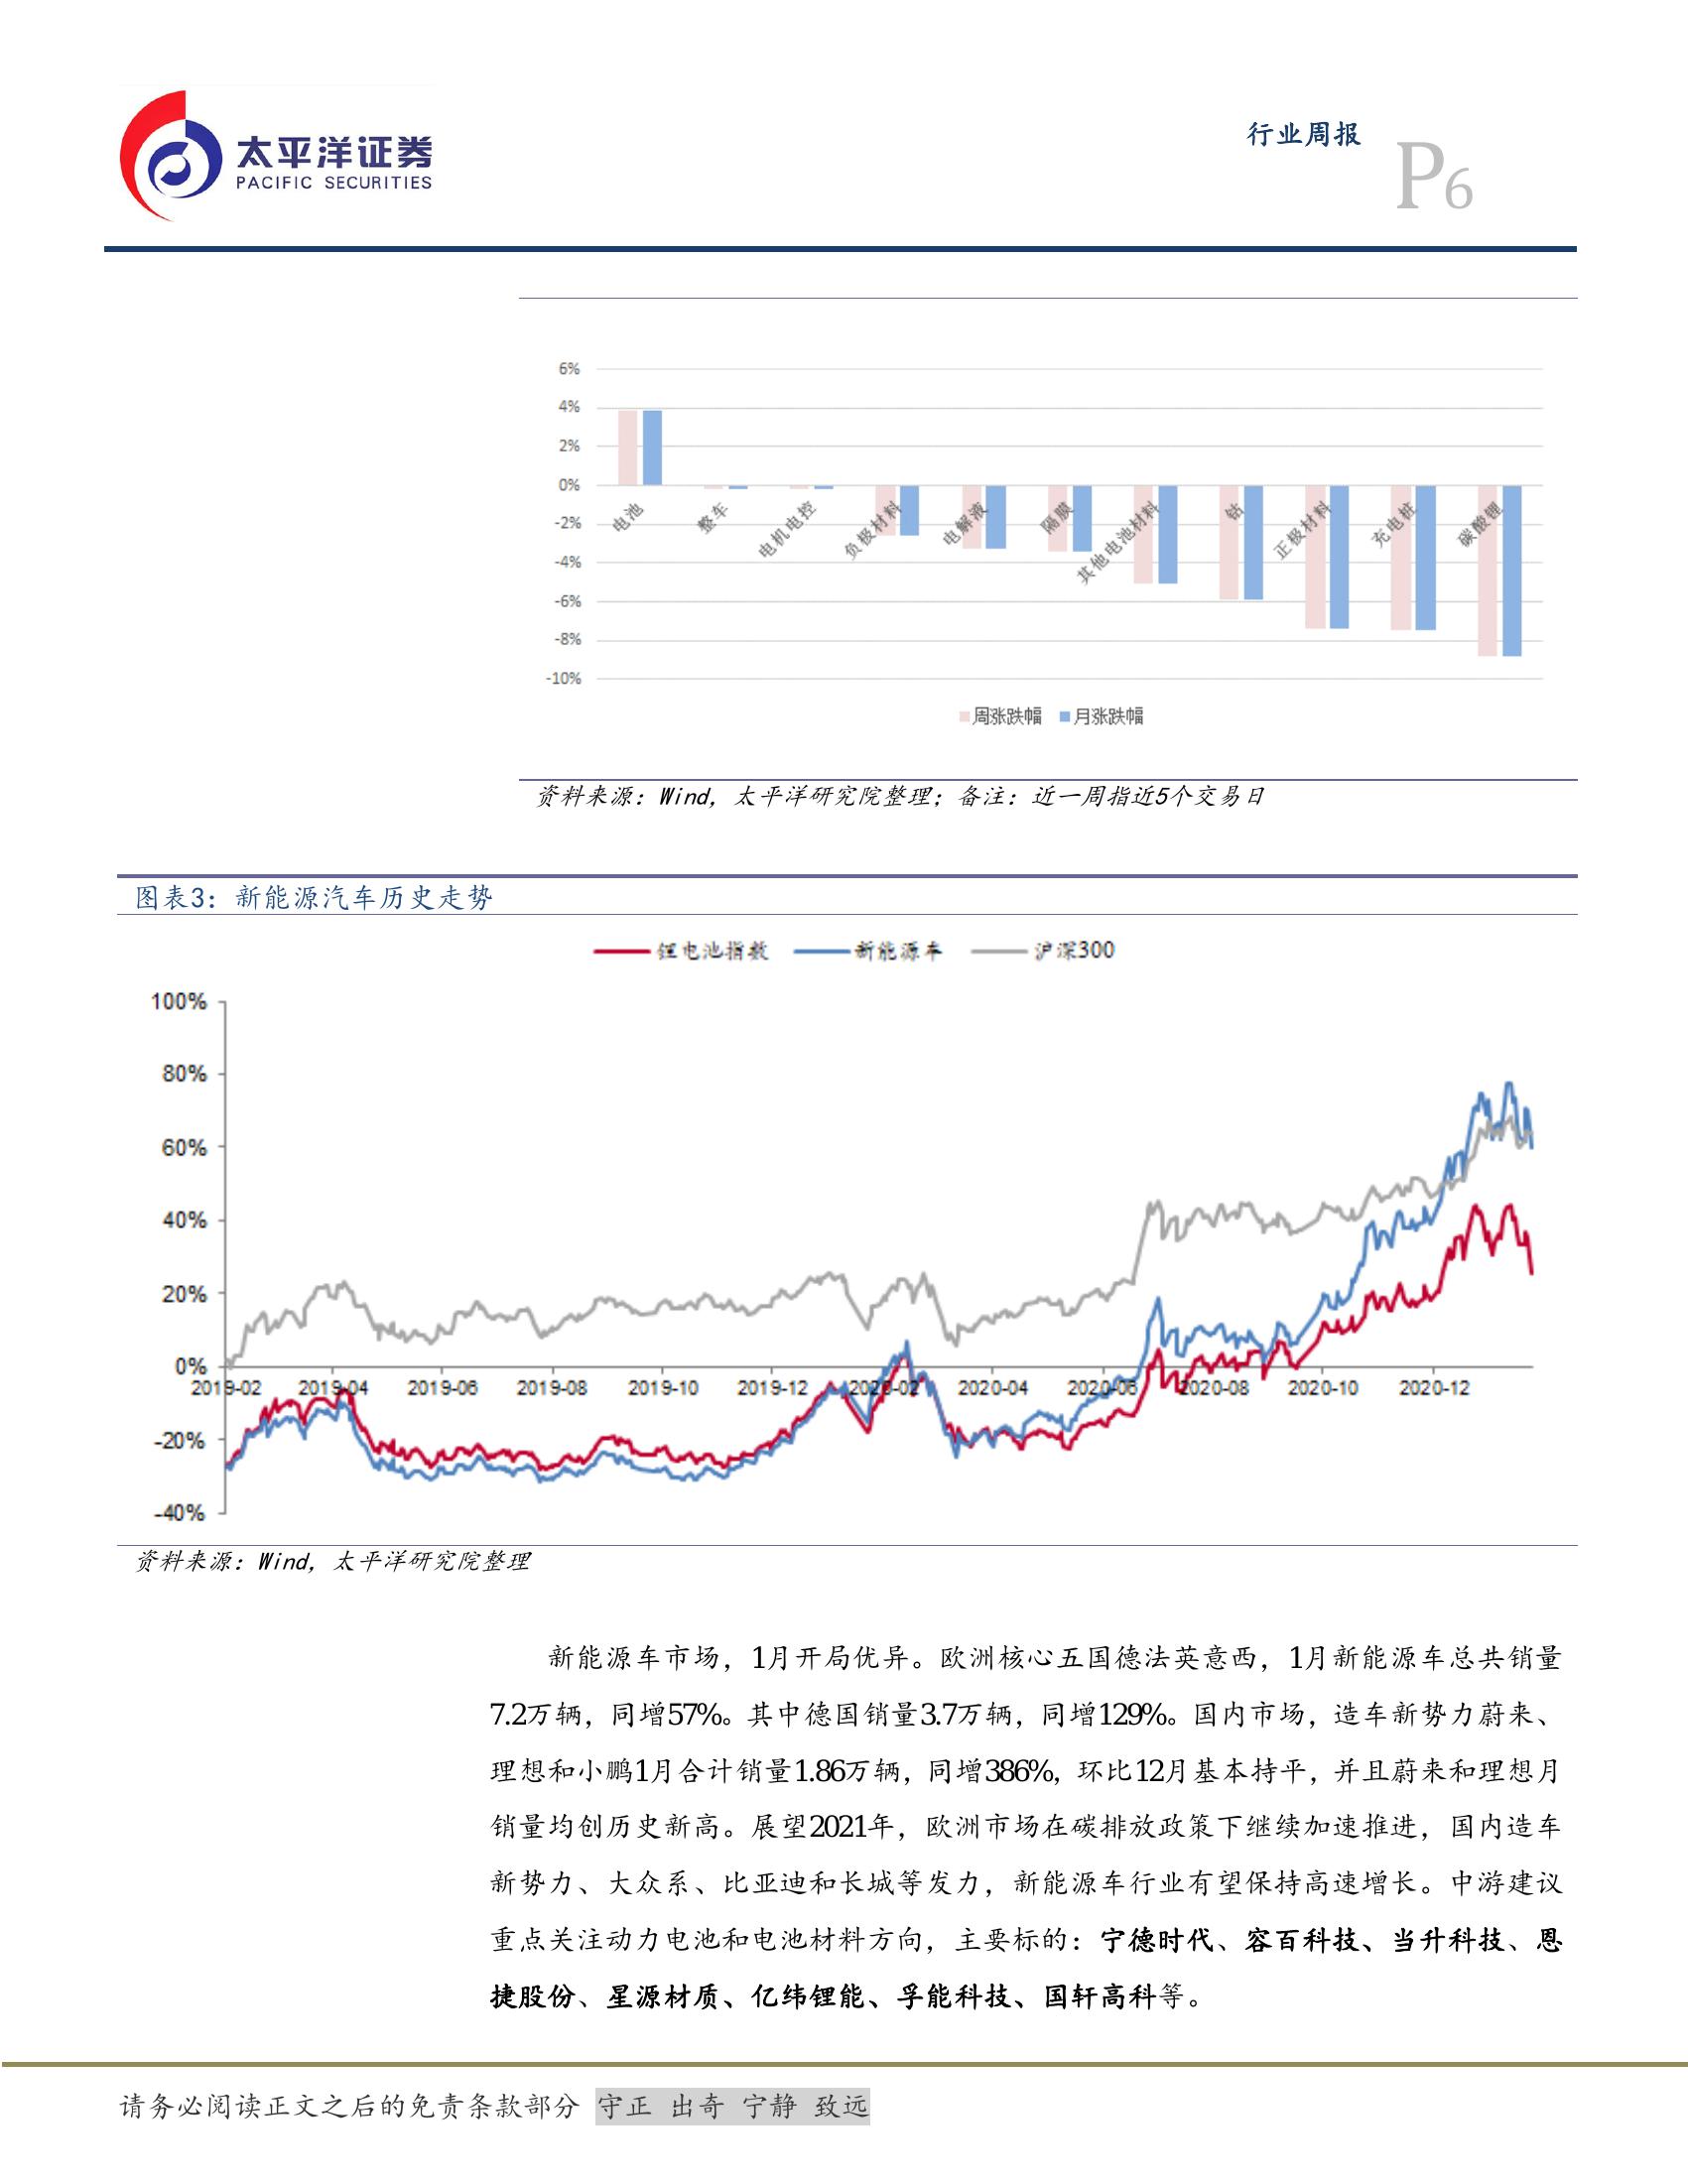 太平洋证券
PACIFIC SECURITIES
行业周报
P6
6%
4%
2%
0%
-2%
-4%
-6%
-8%
-10%
电池
整车
电机电控
负极材料
电解液
隔膜
其他电池材料
钴
正极材料
充电桩
碳酸锂
周涨跌幅 月涨跌幅
资料来源：Wind，太平洋研究院整理；备注：近一周指近5个交易日
图表3：新能源汽车历史走势
锂电池指数 新能源车 沪深300
100%
80%
60%
40%
20%
0%
-20%
-40%
2019-02 2019-04 2019-06 2019-08 2019-10 2019-12 2020-02 2020-04 2020-06 2020-08 2020-10 2020-12
资料来源：Wind，太平洋研究院整理
新能源车市场，1月开局优异。欧洲核心五国德法英意西，1月新能源车总共销量
7.2万辆，同增57%。其中德国销量3.7万辆，同增129%。国内市场，造车新势力蔚来、
理想和小鹏1月合计销量1.86万辆，同增386%，环比12月基本持平，并且蔚来和理想月
销量均创历史新高。展望2021年，欧洲市场在碳排放政策下继续加速推进，国内造车
新势力、大众系、比亚迪和长城等发力，新能源车行业有望保持高速增长。中游建议
重点关注动力电池和电池材料方向，主要标的：宁德时代、容百科技、当升科技、恩
捷股份、星源材质、亿纬锂能、孚能科技、国轩高科等。
请务必阅读正文之后的免责条款部分 守正 出奇 宁静 致远